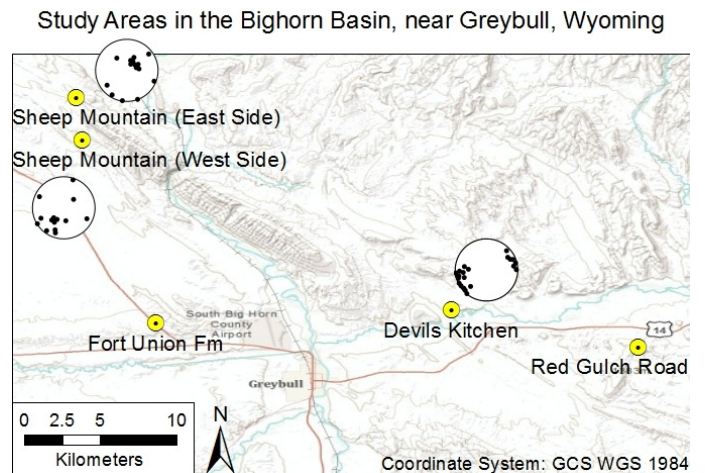 Study Areas in the Bighorn Basin, near Greybull, Wyoming
Sheep Mountain (East Side)
Sheep Mountain (West Side)
South Big Horn
County
Airport
14
Fort Union Fm
Devils Kitchen
Red Gulch Road
Greybull
0 2.5 5 10
Kilometers
N
Coordinate System: GCS WGS 1984